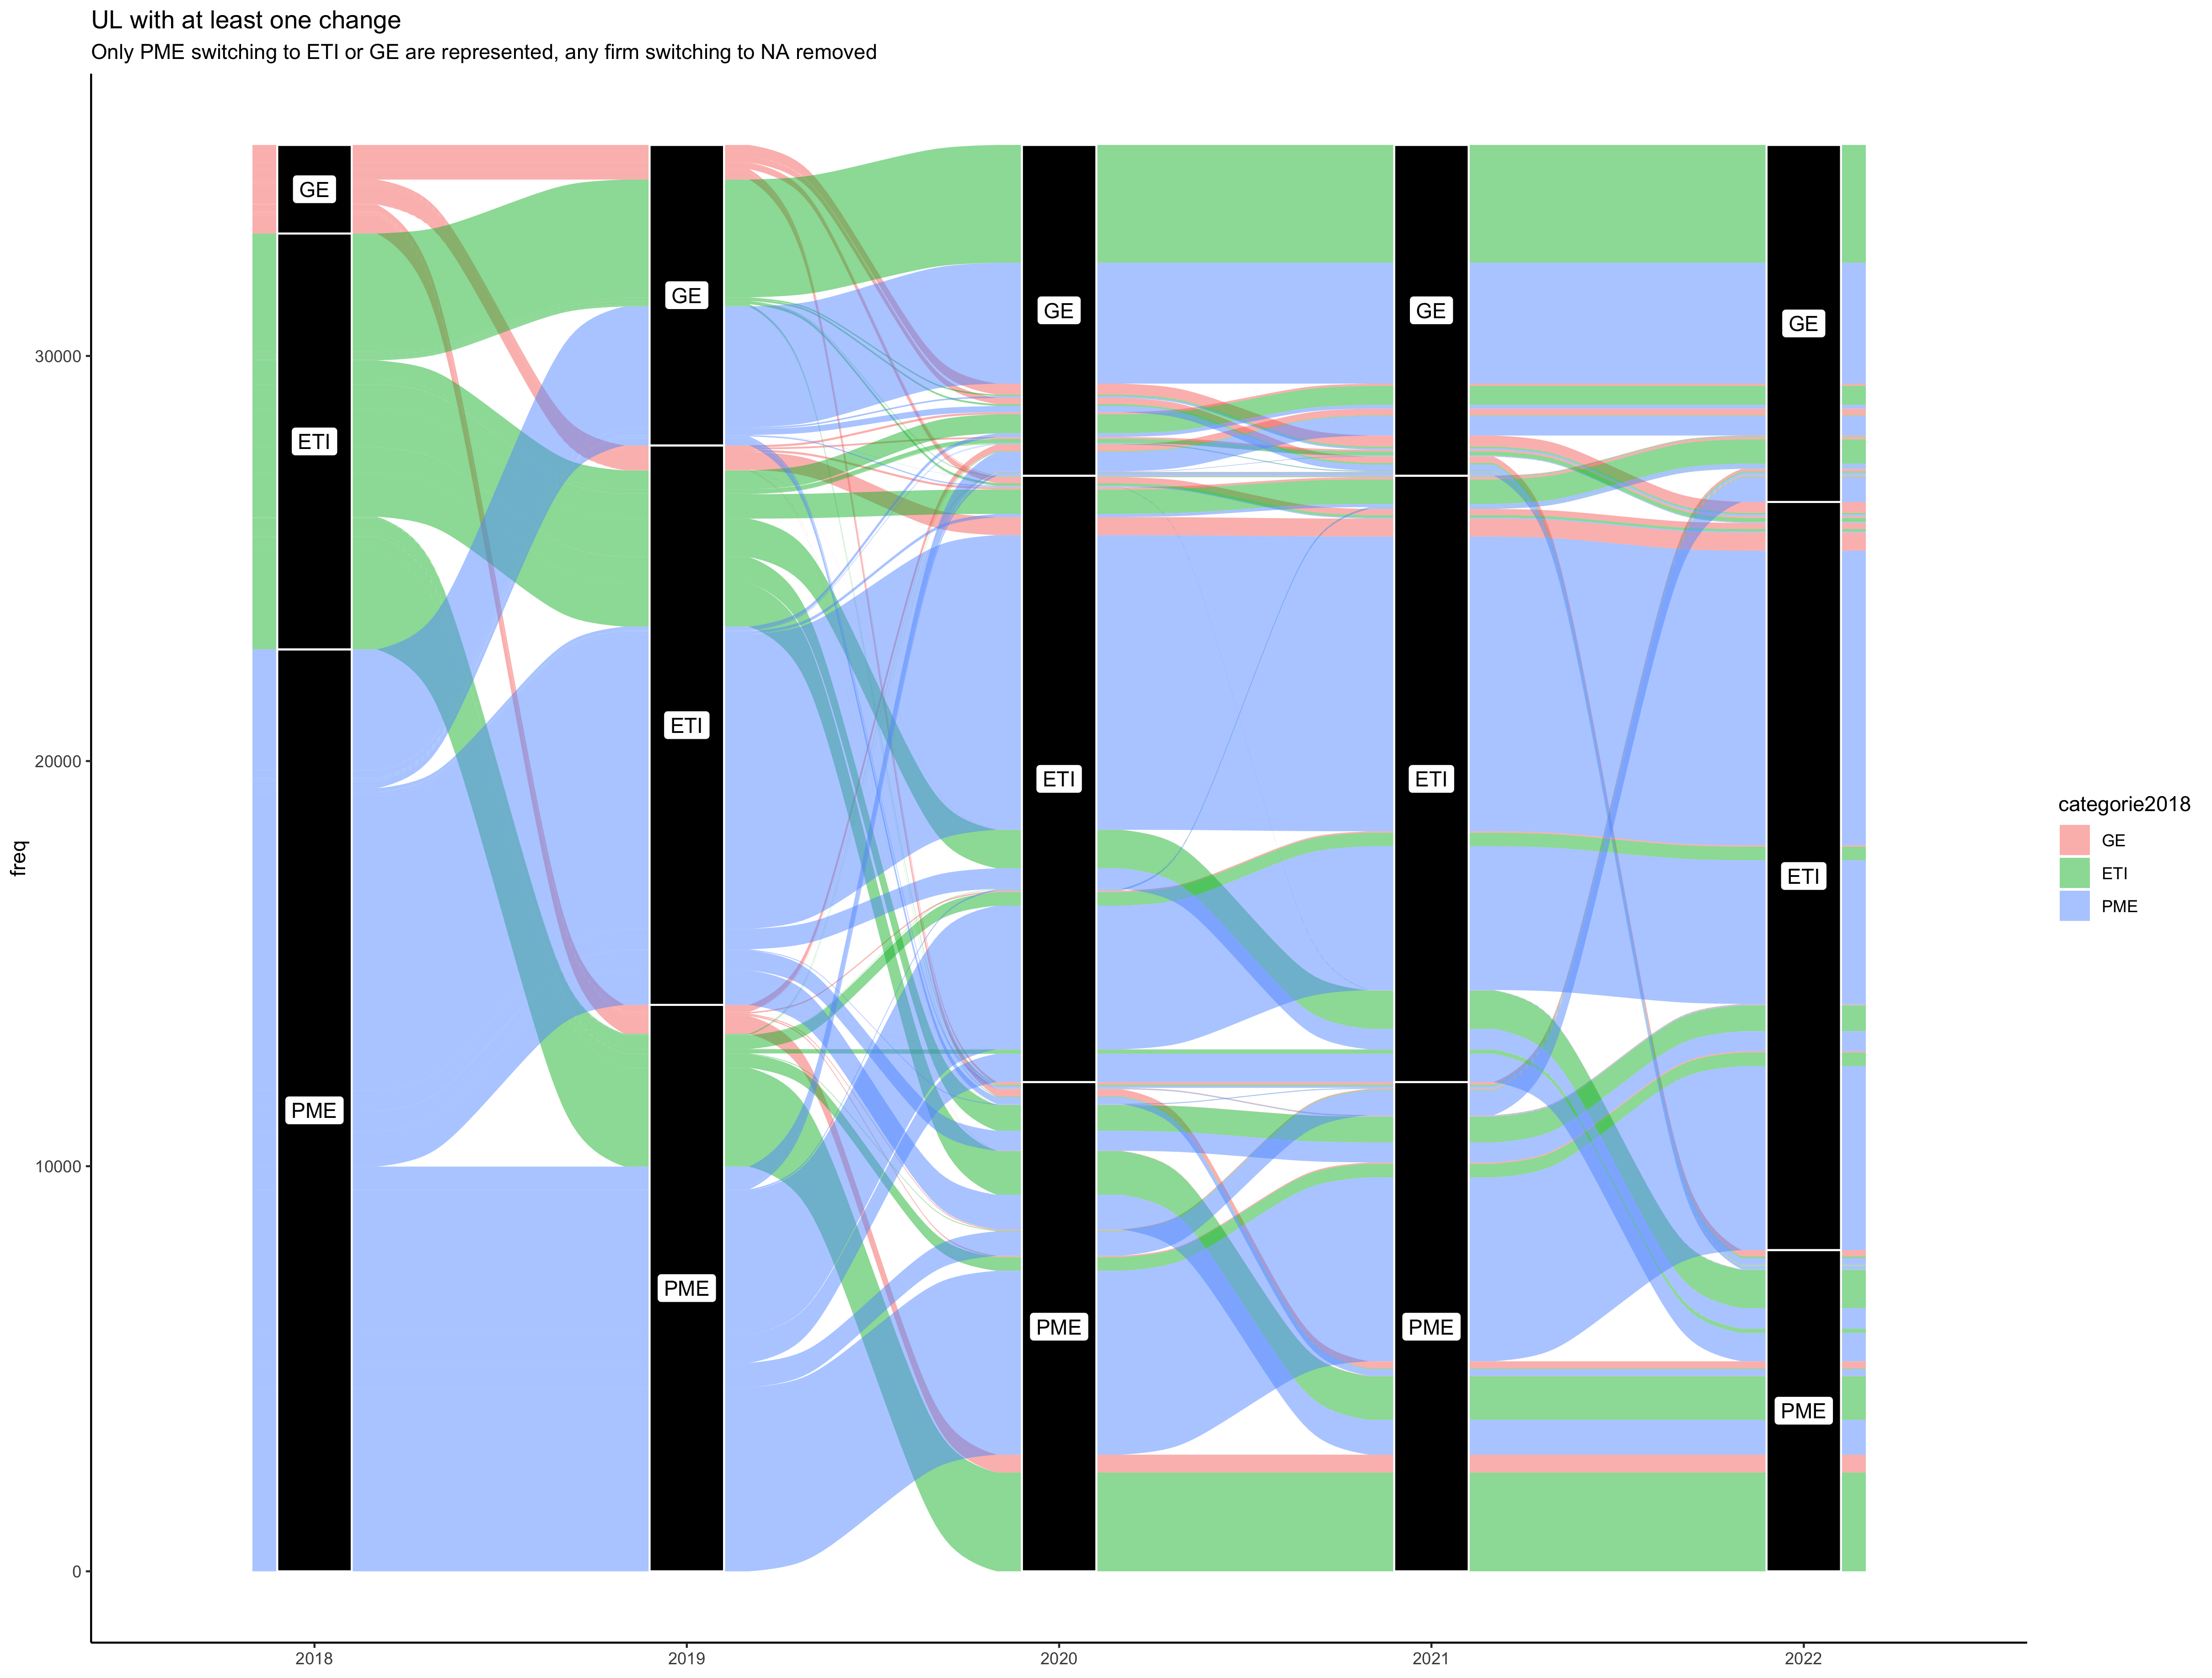 UL with at least one change
Only PME switching to ETI or GE are represented, any firm switching to NA removed
freq
30000
20000
10000
0
GE
ETI
PME
GE
ETI
PME
GE
ETI
PME
GE
ETI
PME
GE
ETI
PME
2018
2019
2020
2021
2022
categorie2018
GE
ETI
PME